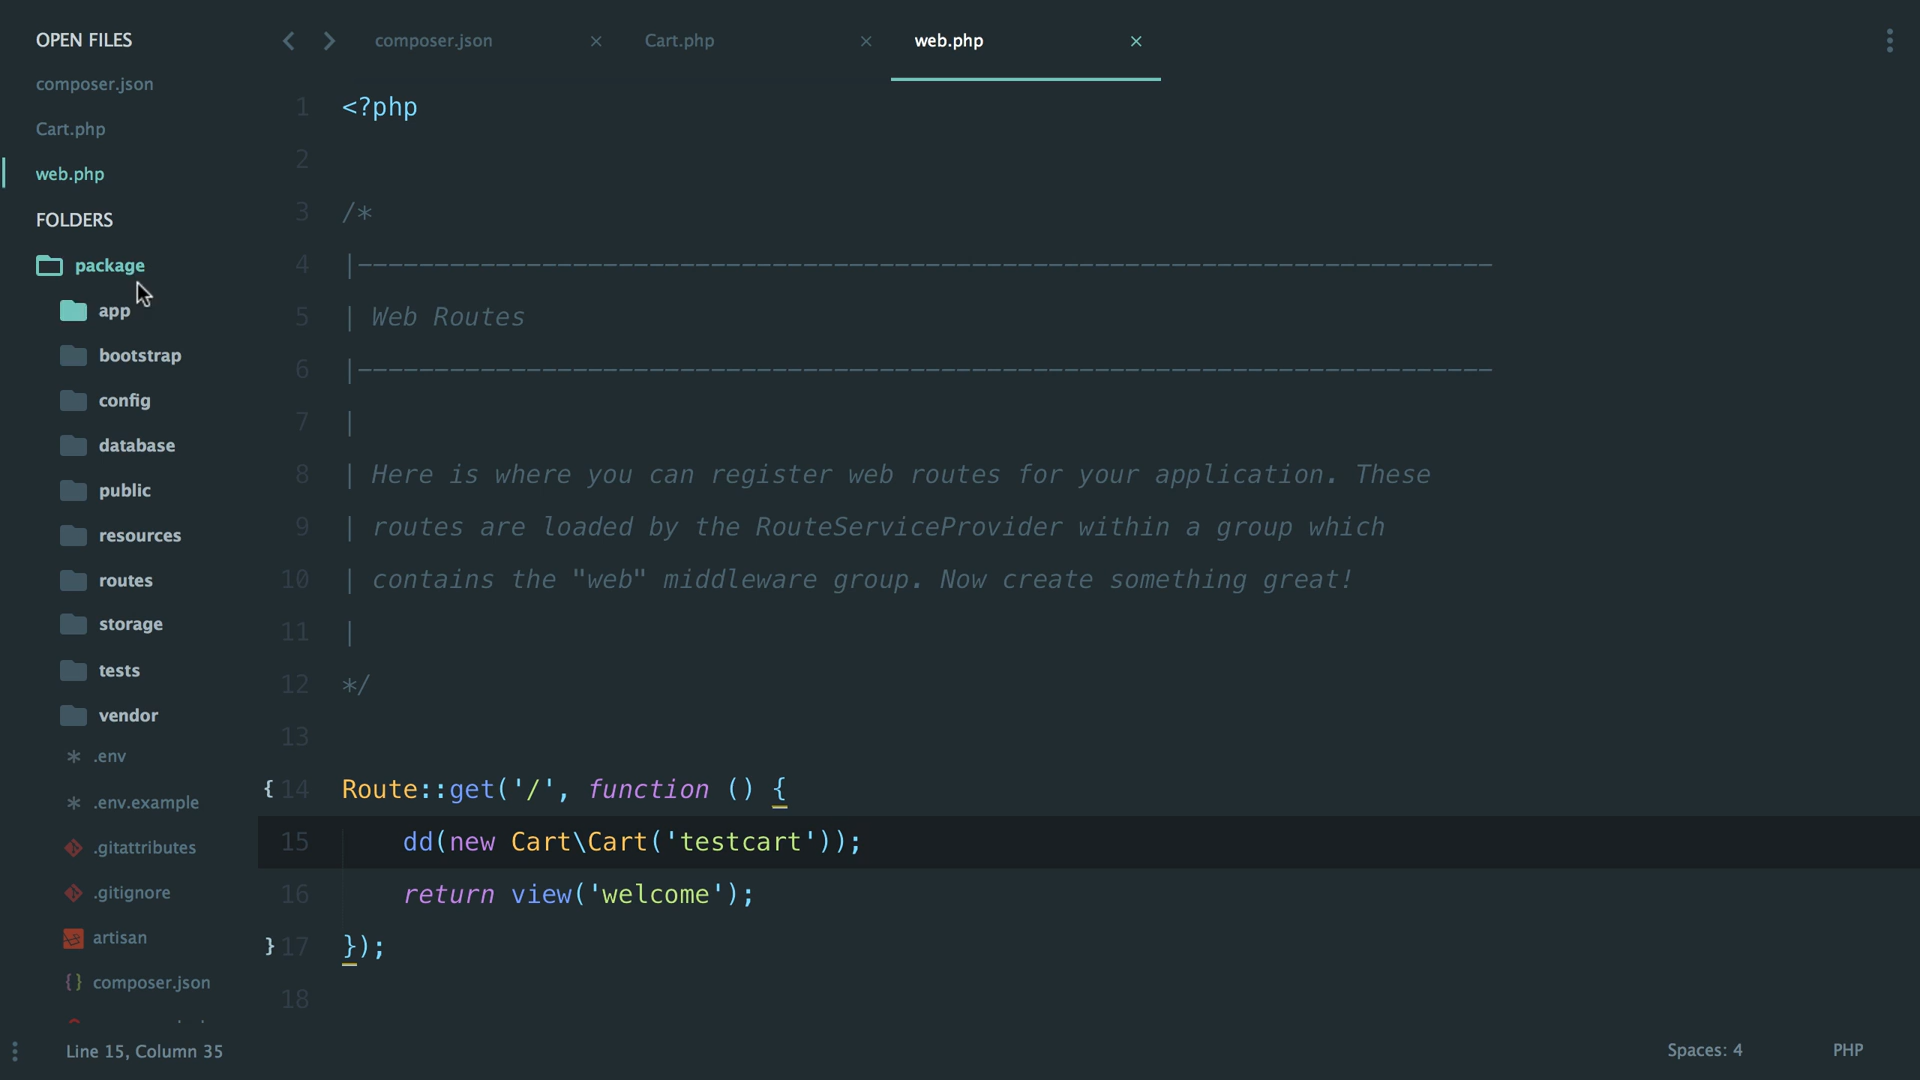 OPEN FILES
composer.json
Cart.php
web.php
FOLDERS
package
app
bootstrap
config
database
public
resources
routes
storage
tests
vendor
.env
.env.example
.gitattributes
.gitignore
artisan
{} composer.json
composer.json
Cart.php
web.php
1 <?php
2
3 /*
4 |--------------------------------------------------------------------------
5 | Web Routes
6 |--------------------------------------------------------------------------
7 |
8 | Here is where you can register web routes for your application. These
9 | routes are loaded by the RouteServiceProvider within a group which
10 | contains the "web" middleware group. Now create something great!
11 |
12 */
13
{ 14 Route::get('/', function () {
15     dd(new Cart\Cart('testcart'));
16     return view('welcome');
} 17 });
18
Line 15, Column 35
Spaces: 4
PHP